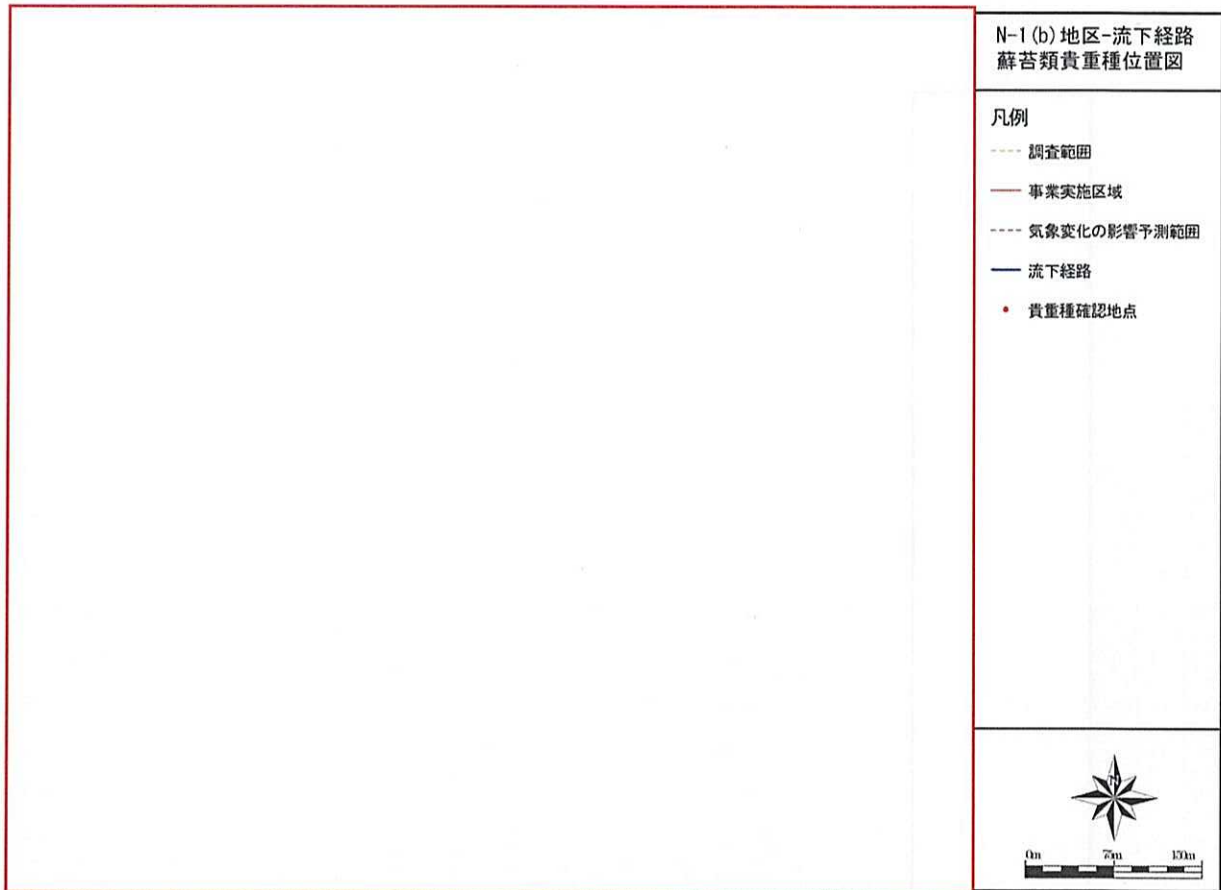 N-1(b)地区-流下経路
蘚苔類貴重種位置図
凡例
調査範囲
事業実施区域
気象変化の影響予測範囲
流下経路
貴重種確認地点
N
0m 75m 150m